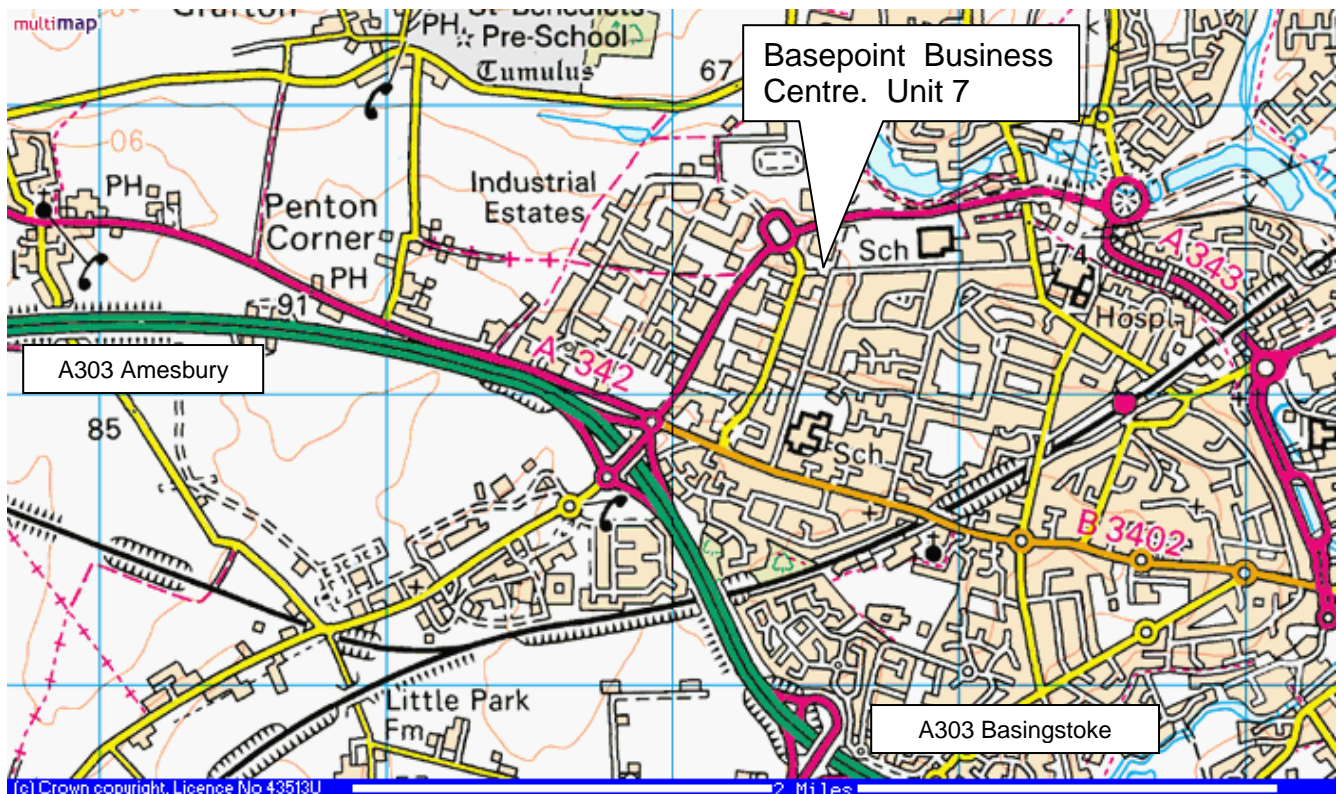 multimap
PH
Pre-School
Tumulus
67
Basepoint Business
Centre. Unit 7
06
PH
Industrial
Estates
Penton
Corner
PH
Sch
74
A 343
91
Hospl
A303 Amesbury
A 342
85
Sch
B 3402
Little Park
Fm
A303 Basingstoke
(c) Crown copyright. Licence No 43513U
2 Miles